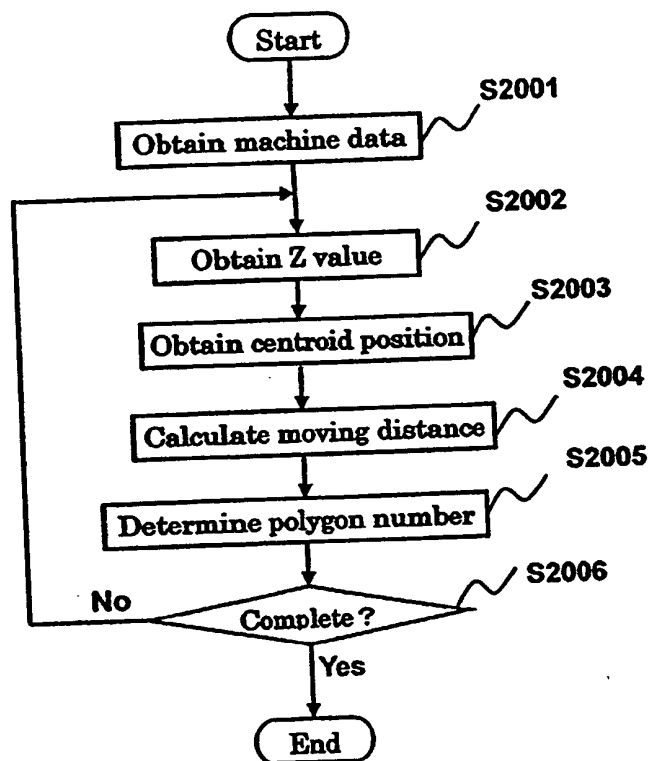 Start
S2001
Obtain machine data
S2002
Obtain Z value
S2003
Obtain centroid position
S2004
Calculate moving distance
S2005
Determine polygon number
S2006
No
Complete ?
Yes
End